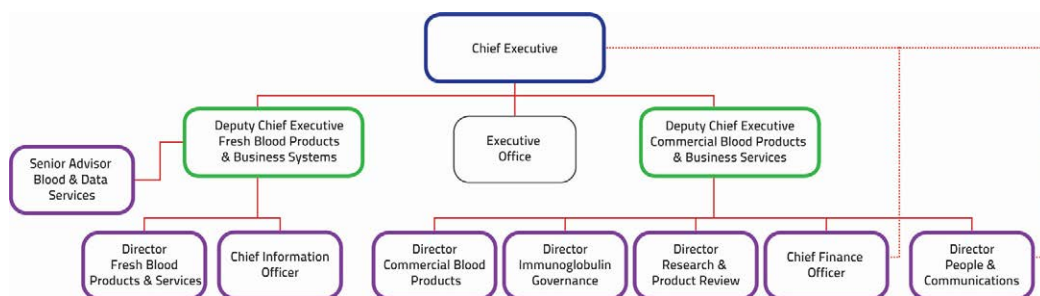 Chief Executive
Deputy Chief Executive
Fresh Blood Products
& Business Systems
Executive
Office
Deputy Chief Executive
Commercial Blood Products
& Business Services
Senior Advisor
Blood & Data
Services
Director
Fresh Blood
Products & Services
Chief Information
Officer
Director
Commercial Blood
Products
Director
Immunoglobulin
Governance
Director
Research &
Product Review
Chief Finance
Officer
Director
People &
Communications